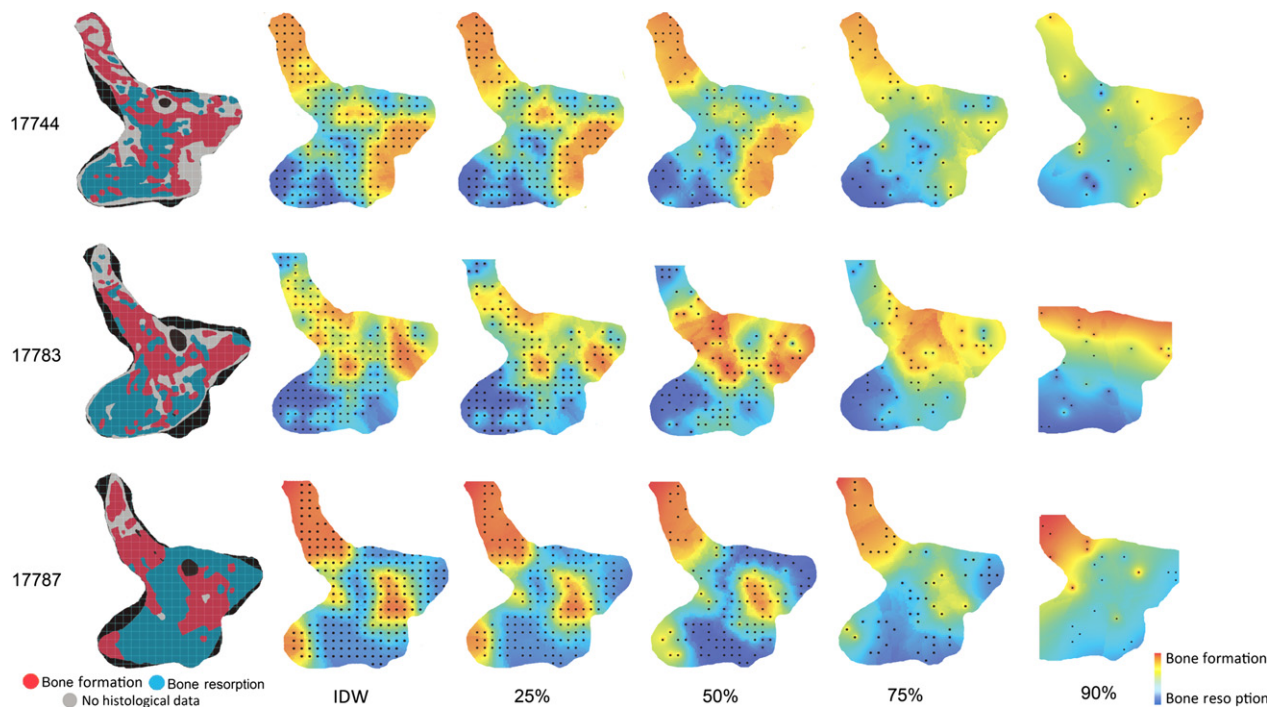 17744
17783
17787
Bone formation Bone resorption
No histological data
IDW 25% 50% 75% 90%
Bone formation
Bone reso ption